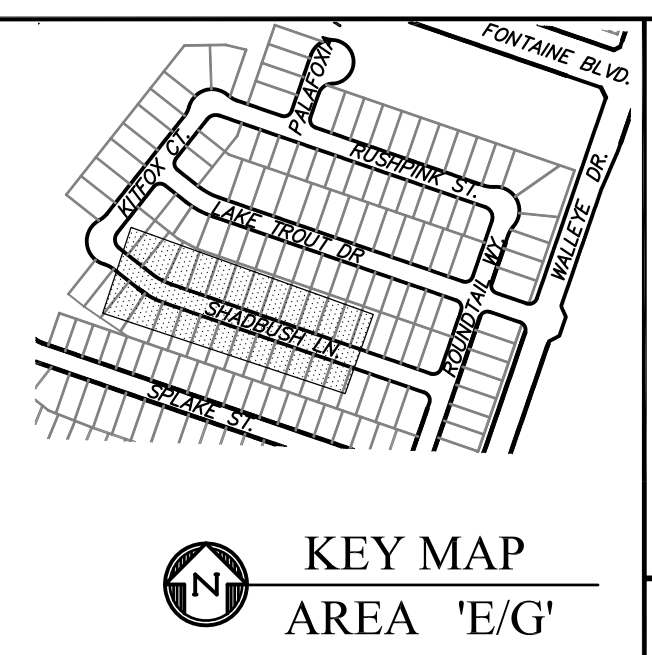 FONTAINE BLVD.
PALAFOXIA
RUSHPINK ST.
KITFOX CT.
WALLEYE DR.
LAKE TROUT DR
ROUNDTAIL WY.
SHADBUSH LN.
SPLAKE ST.
KEY MAP
N
AREA 'E/G'